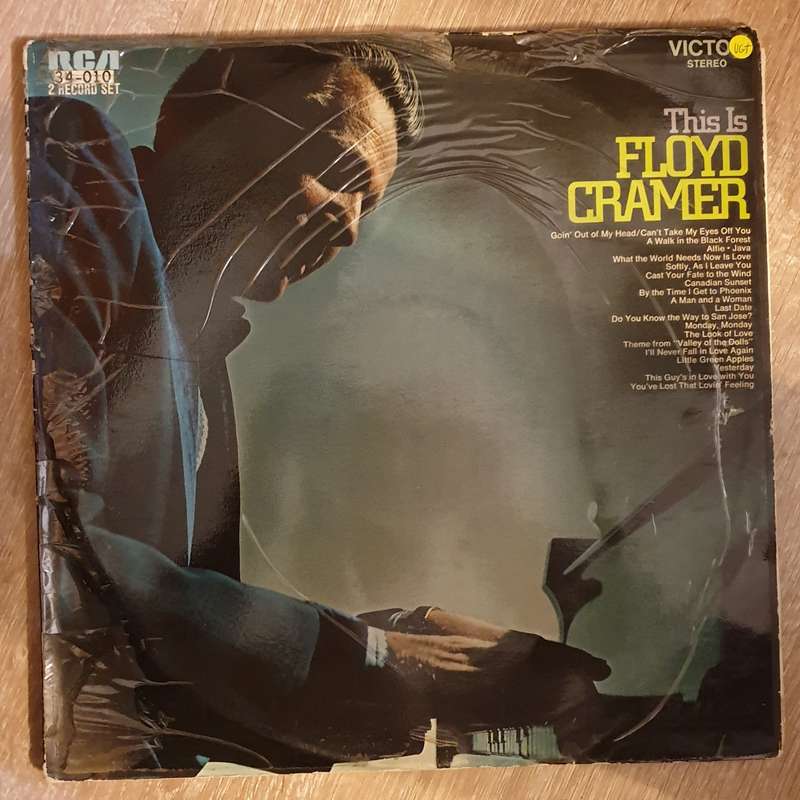 RCA
34-010
2 RECORD SET
VICTO
UGT
STEREO
This Is
FLOYD
CRAMER
Goin' Out of My Head/Can't Take My Eyes Off You
A Walk in the Black Forest
Alfie • Java
What the World Needs Now Is Love
Softly, As I Leave You
Cast Your Fate to the Wind
Canadian Sunset
By the Time I Get to Phoenix
A Man and a Woman
Last Date
Do You Know the Way to San Jose?
Monday, Monday
The Look of Love
Theme from "Valley of the Dolls"
I'll Never Fall in Love Again
Little Green Apples
Yesterday
This Guy's in Love with You
You've Lost That Lovin' Feeling